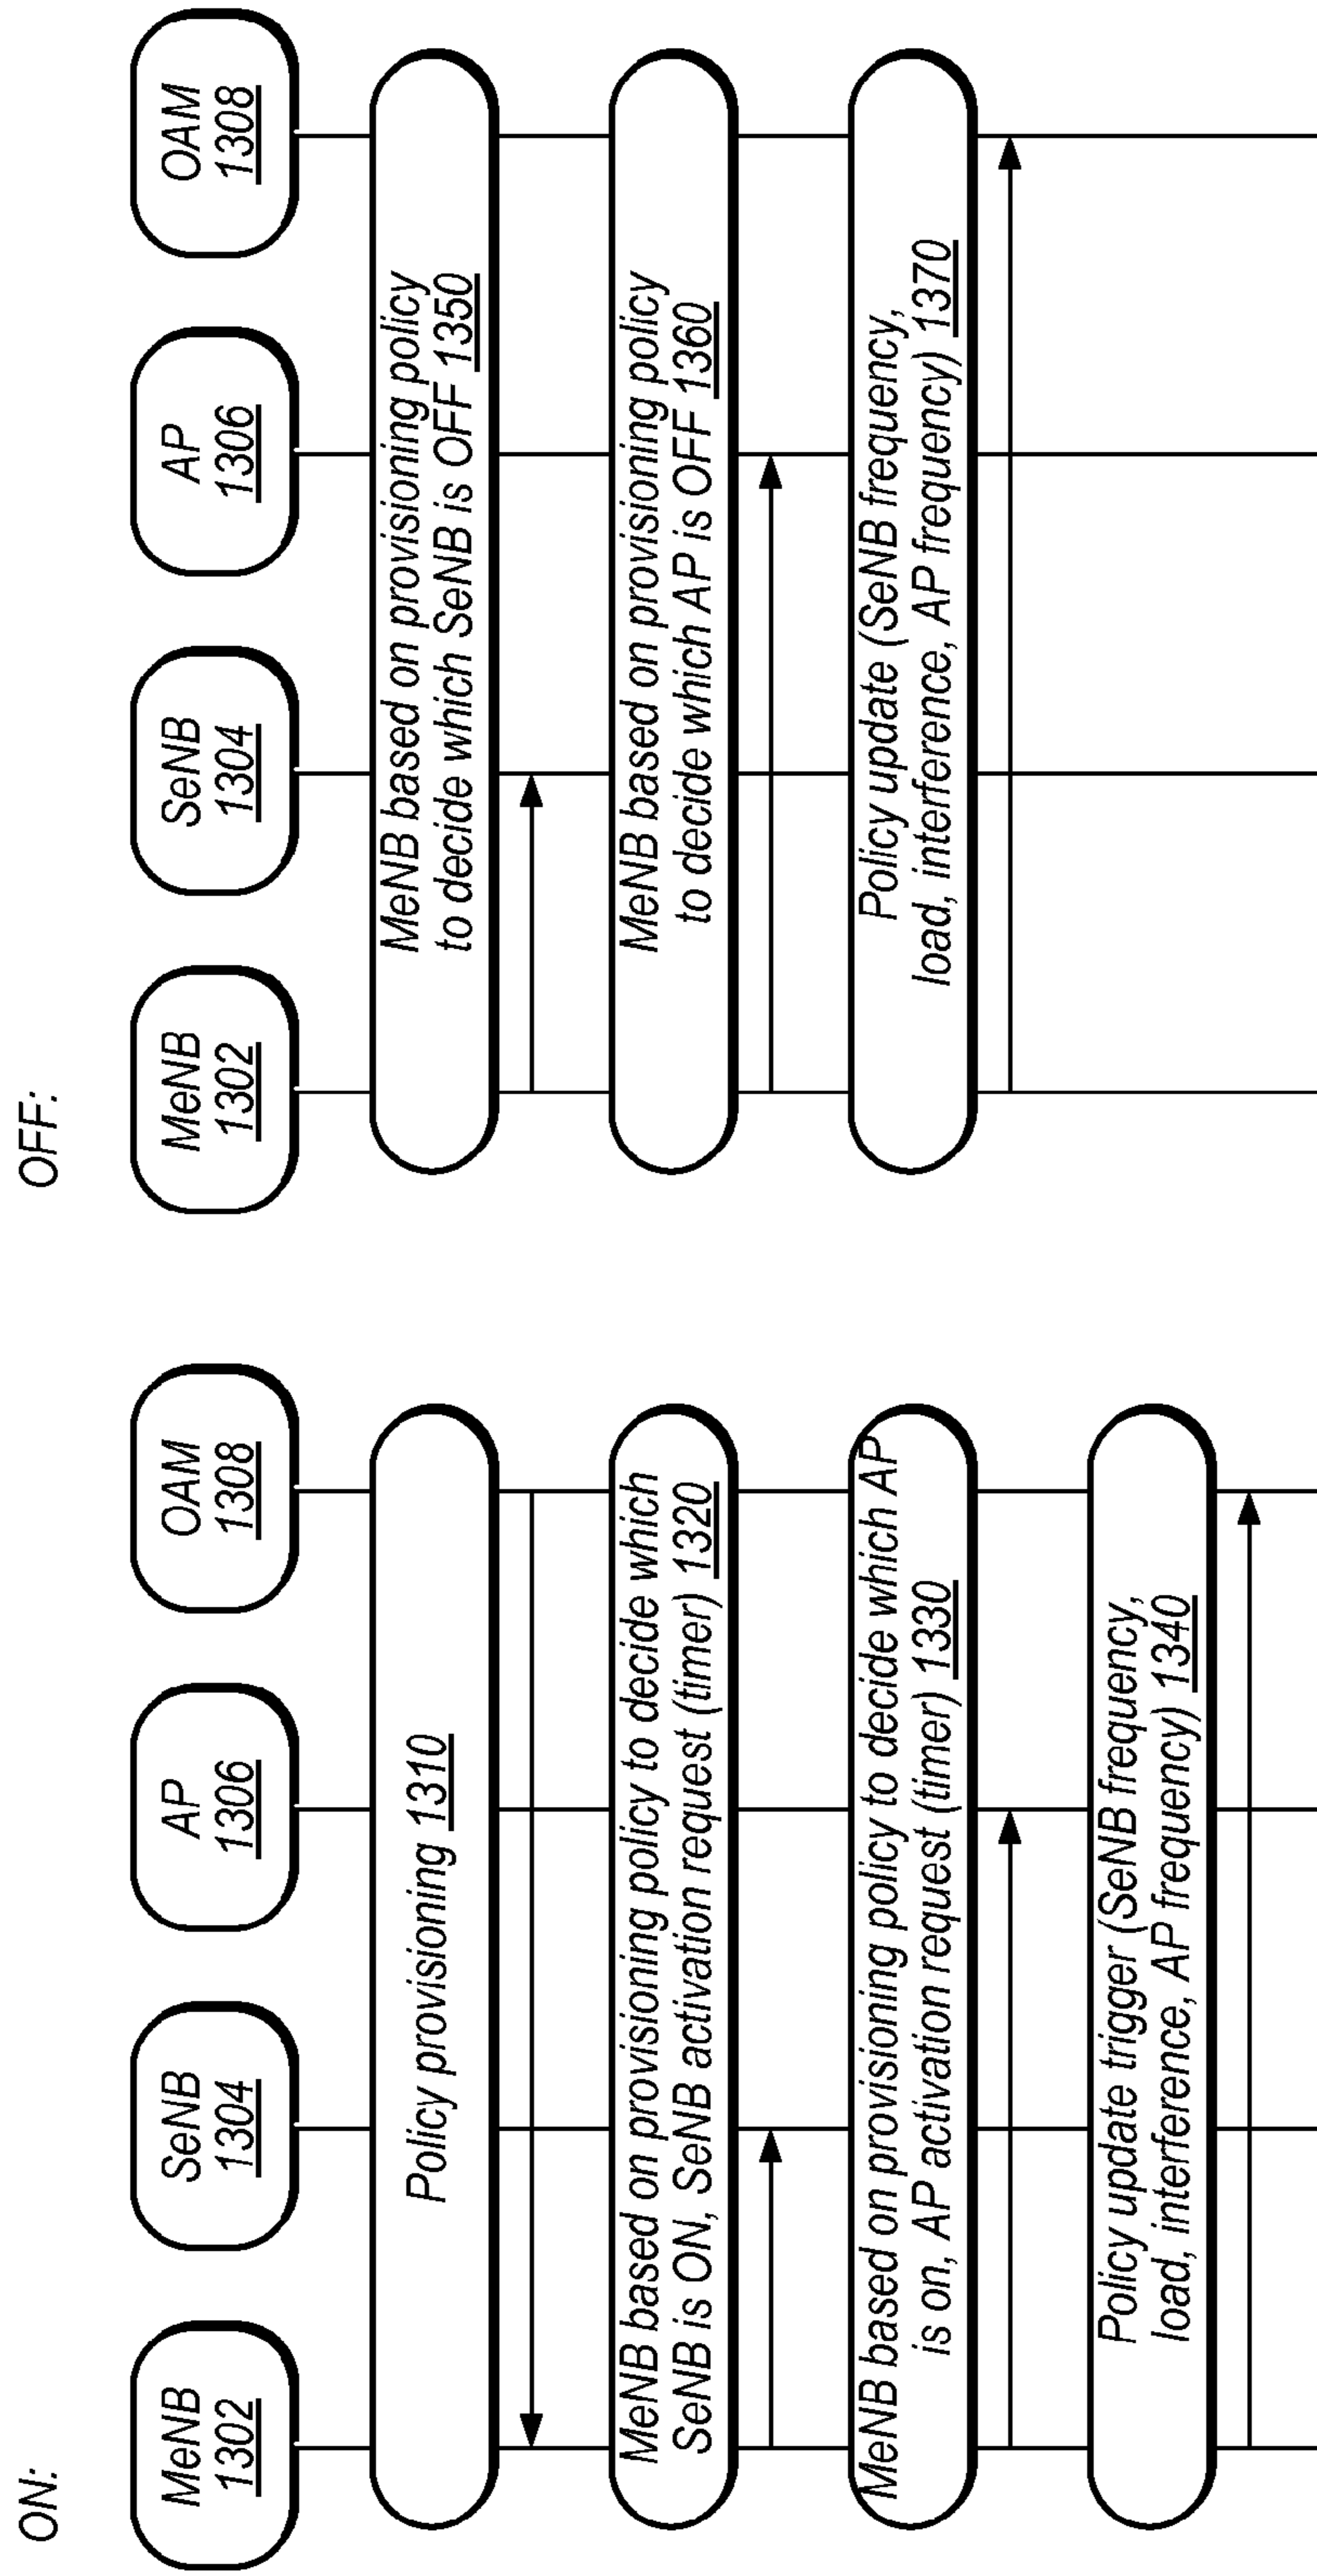 ON:
MeNB
1302
SeNB
1304
AP
1306
OAM
1308
Policy provisioning 1310
MeNB based on provisioning policy to decide which
SeNB is ON, SeNB activation request (timer) 1320
MeNB based on provisioning policy to decide which AP
is on, AP activation request (timer) 1330
Policy update trigger (SeNB frequency,
load, interference, AP frequency) 1340
OFF:
MeNB
1302
SeNB
1304
AP
1306
OAM
1308
MeNB based on provisioning policy
to decide which SeNB is OFF 1350
MeNB based on provisioning policy
to decide which AP is OFF 1360
Policy update (SeNB frequency,
load, interference, AP frequency) 1370